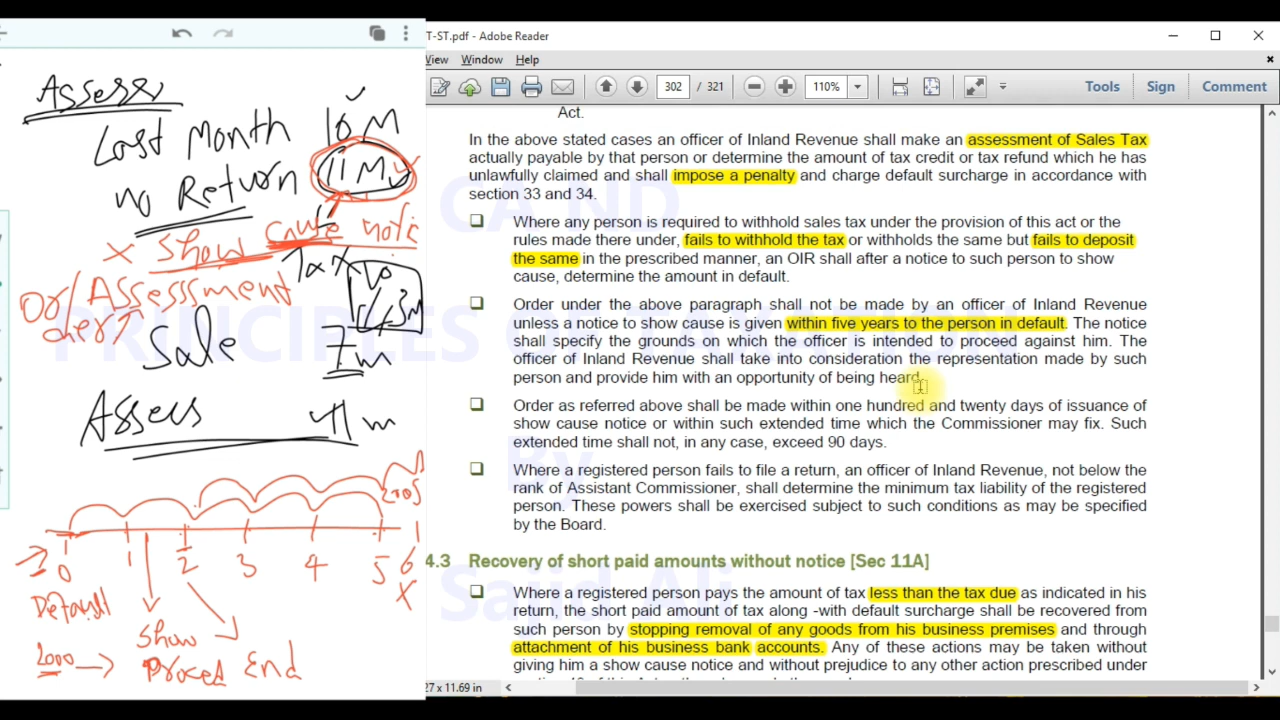 T-ST.pdf - Adobe Reader
View Window Help
302 / 321 110% Tools Sign Comment
Act.
In the above stated cases an officer of Inland Revenue shall make an assessment of Sales Tax
actually payable by that person or determine the amount of tax credit or tax refund which he has
unlawfully claimed and shall impose a penalty and charge default surcharge in accordance with
section 33 and 34.
Where any person is required to withhold sales tax under the provision of this act or the
rules made there under, fails to withhold the tax or withholds the same but fails to deposit
the same in the prescribed manner, an OIR shall after a notice to such person to show
cause, determine the amount in default.
Order under the above paragraph shall not be made by an officer of Inland Revenue
unless a notice to show cause is given within five years to the person in default. The notice
shall specify the grounds on which the officer is intended to proceed against him. The
officer of Inland Revenue shall take into consideration the representation made by such
person and provide him with an opportunity of being heard.
Order as referred above shall be made within one hundred and twenty days of issuance of
show cause notice or within such extended time which the Commissioner may fix. Such
extended time shall not, in any case, exceed 90 days.
Where a registered person fails to file a return, an officer of Inland Revenue, not below the
rank of Assistant Commissioner, shall determine the minimum tax liability of the registered
person. These powers shall be exercised subject to such conditions as may be specified
by the Board.
4.3 Recovery of short paid amounts without notice [Sec 11A]
Where a registered person pays the amount of tax less than the tax due as indicated in his
return, the short paid amount of tax along -with default surcharge shall be recovered from
such person by stopping removal of any goods from his business premises and through
attachment of his business bank accounts. Any of these actions may be taken without
giving him a show cause notice and without prejudice to any other action prescribed under
27 x 11.69 in
CA ND
PRINCIPLES OF
By
Sajid Ali
Assess
Last Month 10 M
no Return 11 M
x Show cause notic
Or/Assessment
der?
Sale 7m
Assess 11m
0 1 2 3 4 5 6
x
Default
Show
2000 Proceed End